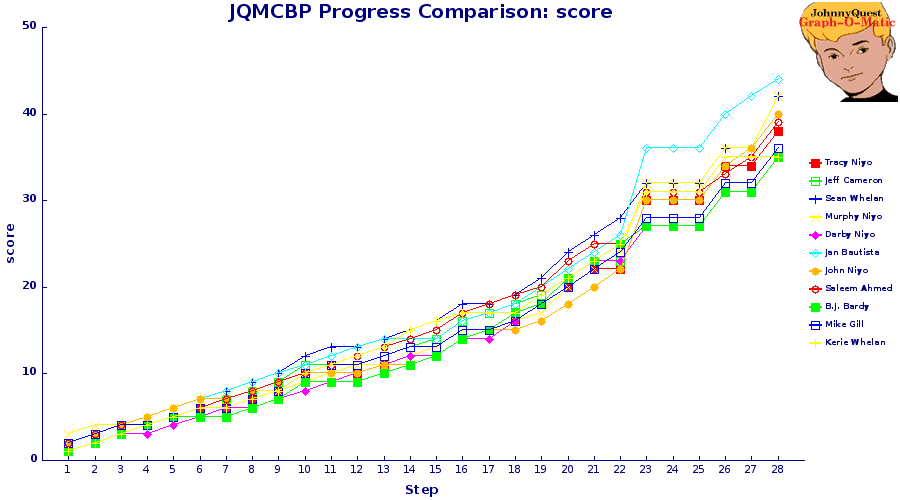 JQMCBP Progress Comparison: score
JohnnyQuest
Graph-O-Matic
50
40
30
20
10
0
score
1 2 3 4 5 6 7 8 9 10 11 12 13 14 15 16 17 18 19 20 21 22 23 24 25 26 27 28
Step
Tracy Niyo
Jeff Cameron
Sean Whelan
Murphy Niyo
Darby Niyo
Jan Bautista
John Niyo
Saleem Ahmed
B.J. Bardy
Mike Gill
Kerie Whelan